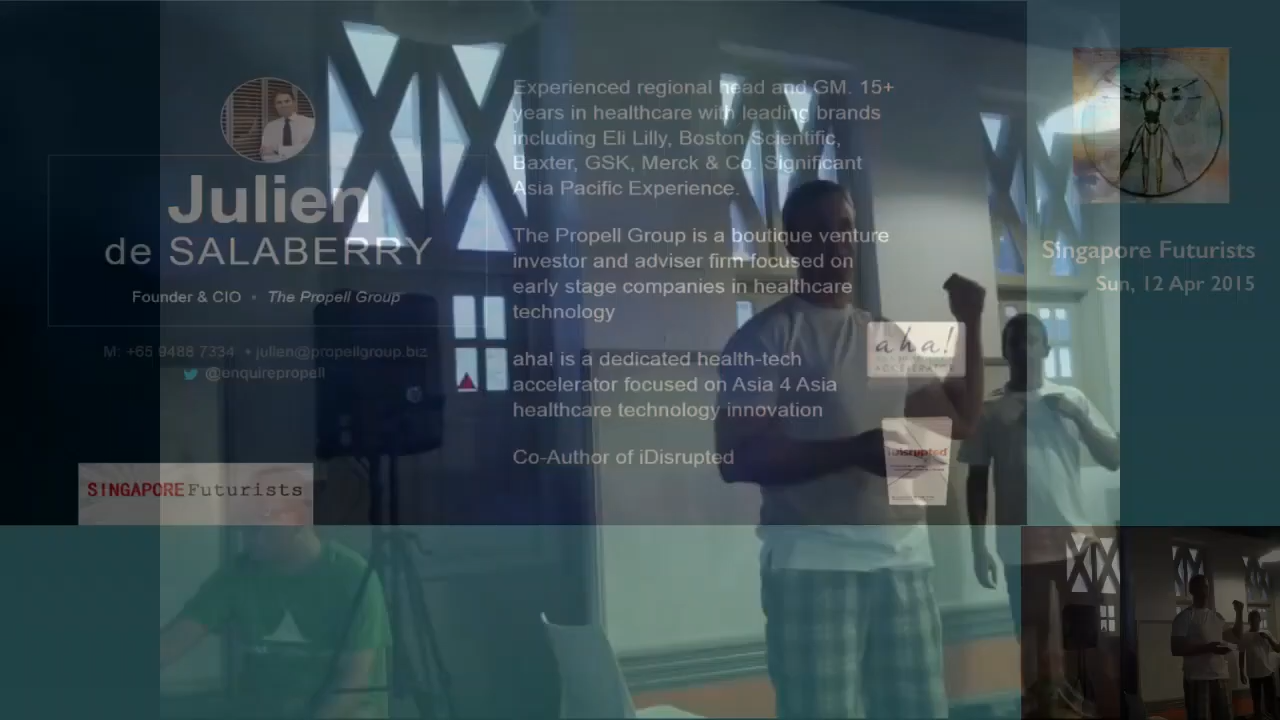 Julien
de SALABERRY
Founder & CIO • The Propell Group
M: +65 9488 7334 • julien@propellgroup.biz
@enquirepropell
SINGAPOREFuturists
Experienced regional head and GM. 15+
years in healthcare with leading brands
including Eli Lilly, Boston Scientific,
Baxter, GSK, Merck & Co. Significant
Asia Pacific Experience.
The Propell Group is a boutique venture
investor and adviser firm focused on
early stage companies in healthcare
technology
aha! is a dedicated health-tech
accelerator focused on Asia 4 Asia
healthcare technology innovation
Co-Author of iDisrupted
aha!
ACCELERATOR
iDisrupted
Singapore Futurists
Sun, 12 Apr 2015